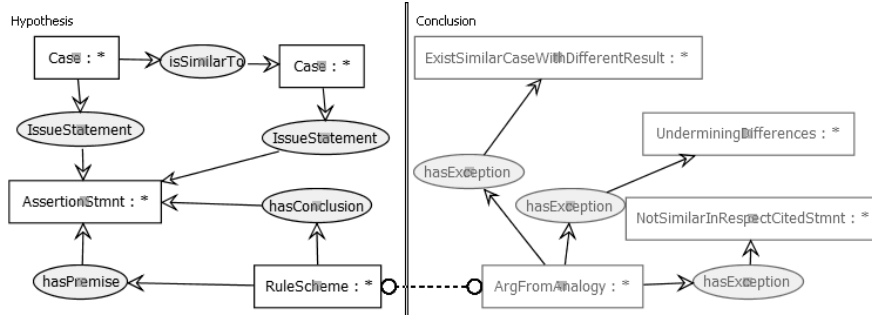 Hypothesis
Conclusion
Case : *
isSimilarTo
Case : *
ExistSimilarCaseWithDifferentResult : *
IssueStatement
IssueStatement
UnderminingDifferences : *
hasException
AssertionStmnt : *
hasConclusion
hasException
NotSimilarInRespectCitedStmnt : *
hasPremise
RuleScheme : *
ArgFromAnalogy : *
hasException